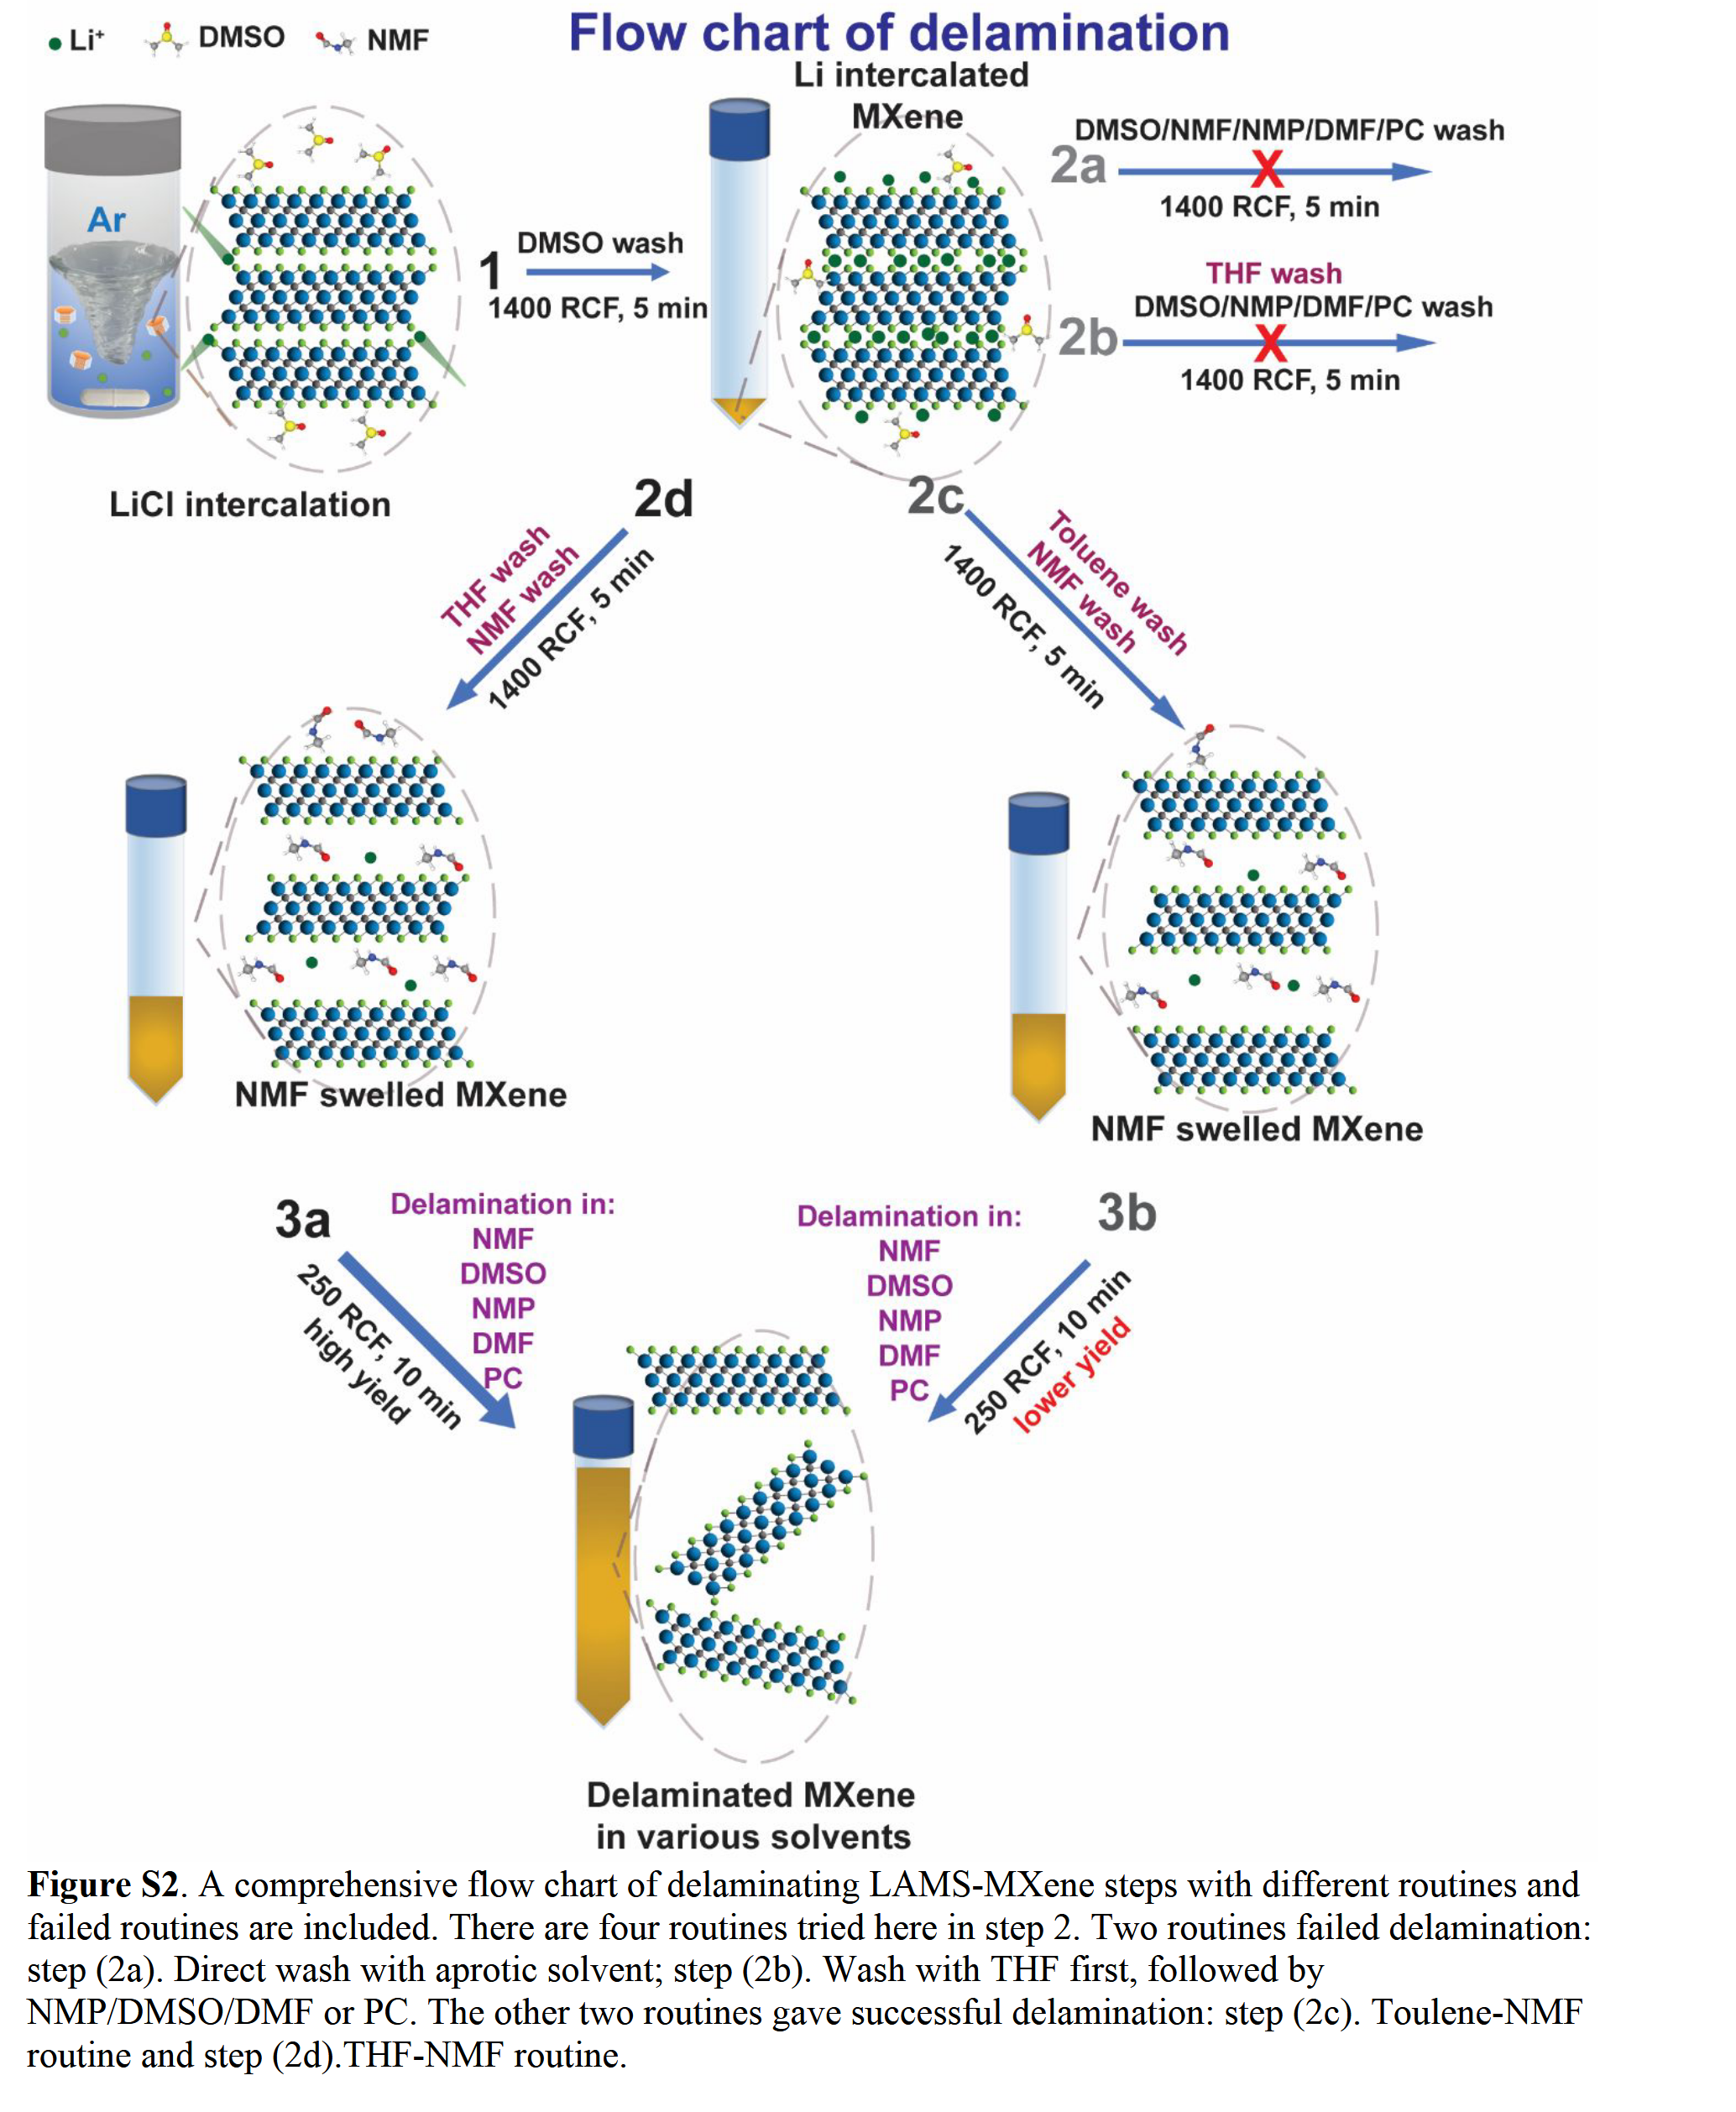 Flow chart of delamination
Li⁺
DMSO
NMF
Li intercalated
MXene
Ar
LiCl intercalation
1
DMSO wash
1400 RCF, 5 min
2a
DMSO/NMF/NMP/DMF/PC wash
X
1400 RCF, 5 min
2b
THF wash
DMSO/NMP/DMF/PC wash
X
1400 RCF, 5 min
2d
THF wash
NMF wash
1400 RCF, 5 min
2c
Toluene wash
NMF wash
1400 RCF, 5 min
NMF swelled MXene
NMF swelled MXene
3a
250 RCF, 10 min
high yield
Delamination in:
NMF
DMSO
NMP
DMF
PC
Delamination in:
NMF
DMSO
NMP
DMF
PC
3b
250 RCF, 10 min
lower yield
Delaminated MXene
in various solvents
Figure S2. A comprehensive flow chart of delaminating LAMS-MXene steps with different routines and
failed routines are included. There are four routines tried here in step 2. Two routines failed delamination:
step (2a). Direct wash with aprotic solvent; step (2b). Wash with THF first, followed by
NMP/DMSO/DMF or PC. The other two routines gave successful delamination: step (2c). Toulene-NMF
routine and step (2d).THF-NMF routine.